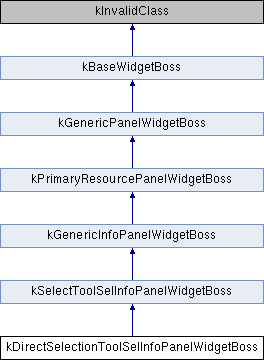 kInvalidClass
kBaseWidgetBoss
kGenericPanelWidgetBoss
kPrimaryResourcePanelWidgetBoss
kGenericInfoPanelWidgetBoss
kSelectToolSelInfoPanelWidgetBoss
kDirectSelectionToolSelInfoPanelWidgetBoss